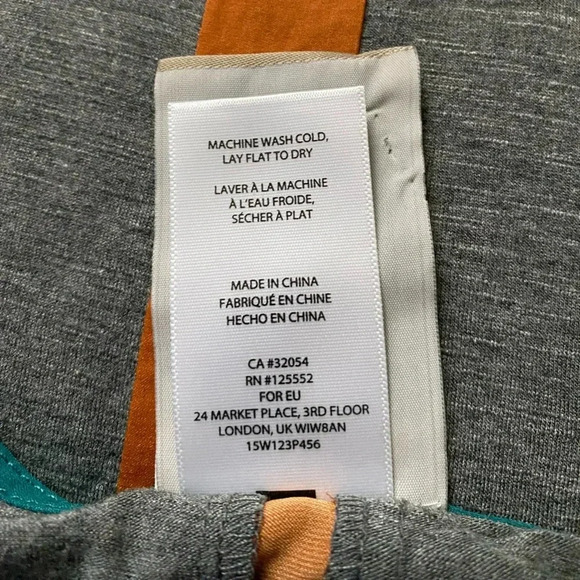 MACHINE WASH COLD,
LAY FLAT TO DRY
LAVER À LA MACHINE
À L'EAU FROIDE,
SÉCHER À PLAT
MADE IN CHINA
FABRIQUÉ EN CHINE
HECHO EN CHINA
CA #32054
RN #125552
FOR EU
24 MARKET PLACE, 3RD FLOOR
LONDON, UK WIW8AN
15W123P456